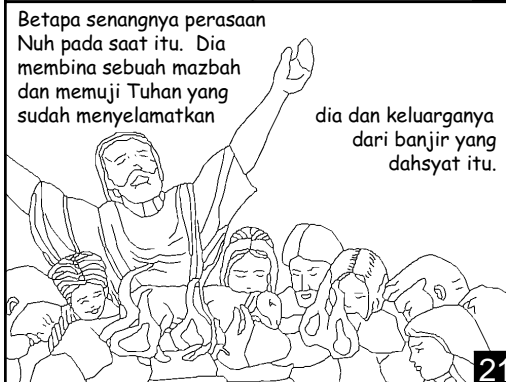 Betapa senangnya perasaan
Nuh pada saat itu. Dia
membina sebuah mazbah
dan memuji Tuhan yang
sudah menyelamatkan
dia dan keluarganya
dari banjir yang
dahsyat itu.
21